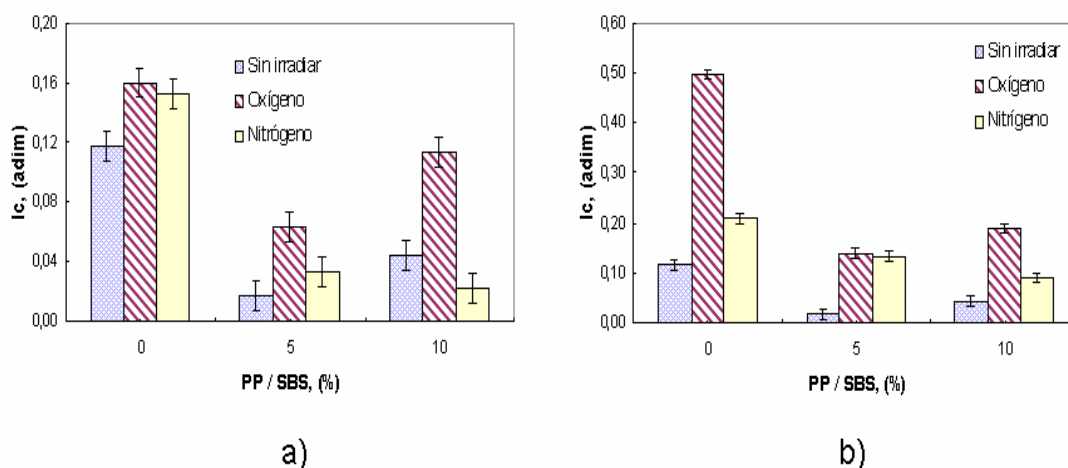 0,20
0,16
0,12
0,08
0,04
0,00
Ic, (adim)
Sin irradiar
Oxígeno
Nitrógeno
0 5 10
PP / SBS, (%)
a)
0,60
0,50
0,40
0,30
0,20
0,10
0,00
Ic, (adim)
Sin irradiar
Oxígeno
Nitrígeno
0 5 10
PP / SBS, (%)
b)